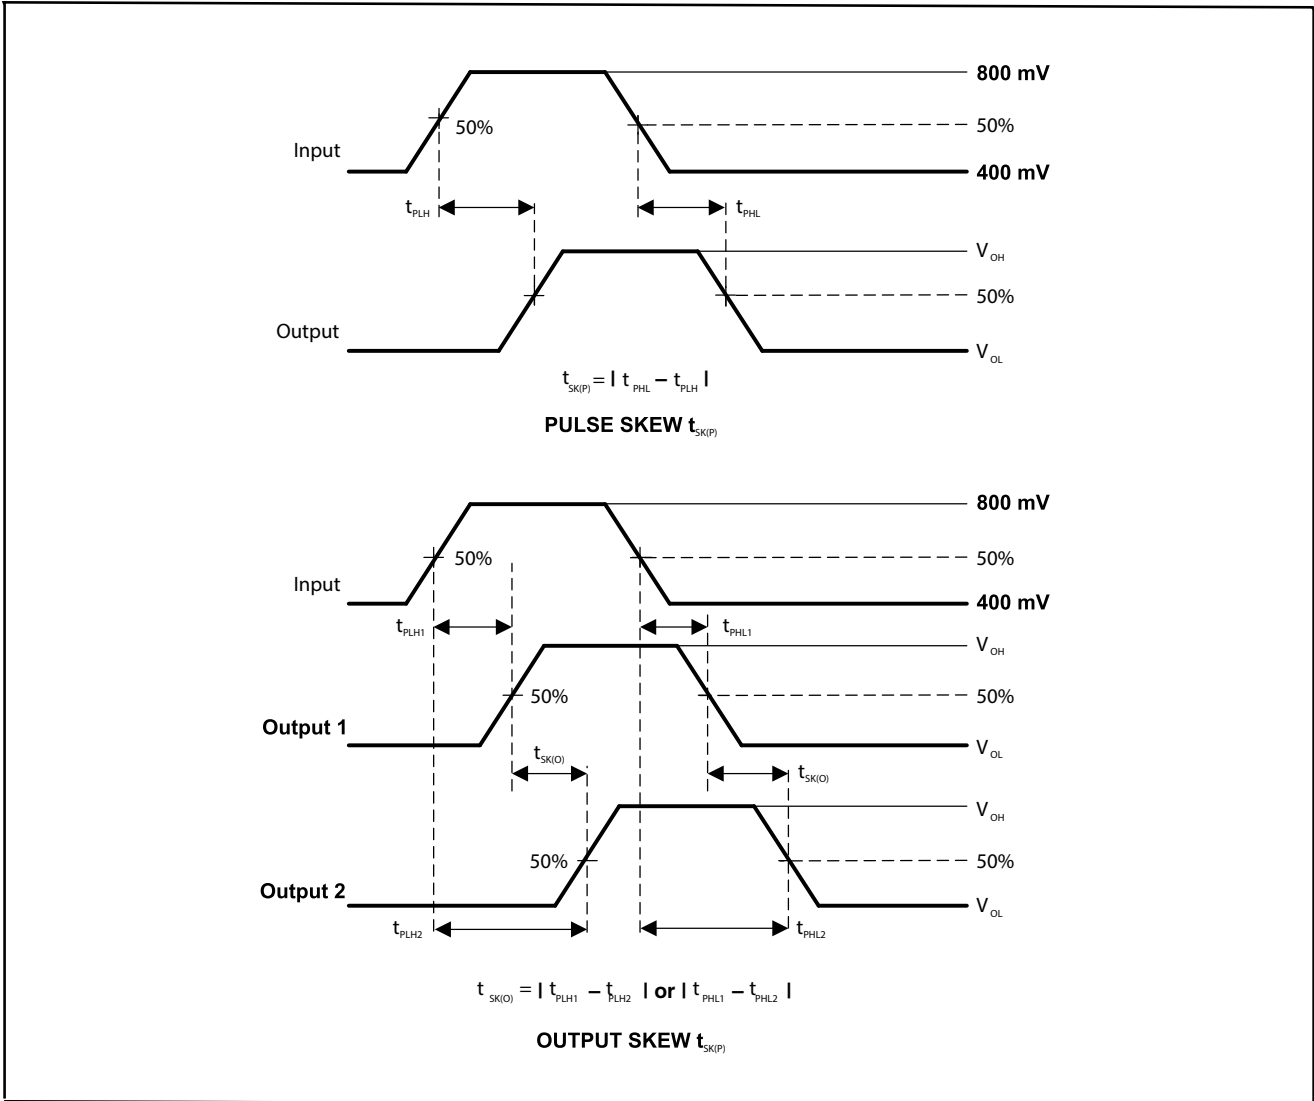 800 mV
50% 50%
Input
400 mV
tPLH tPHL
VOH
50%
Output
VOL
tSK(P) = | tPHL – tPLH |
PULSE SKEW tSK(P)
800 mV
50% 50%
Input
400 mV
tPLH1 tPHL1
VOH
50% 50%
Output 1
VOL
tSK(O) tSK(O)
VOH
50% 50%
Output 2
VOL
tPLH2 tPHL2
tSK(O) = | tPLH1 – tPLH2 | or | tPHL1 – tPHL2 |
OUTPUT SKEW tSK(P)